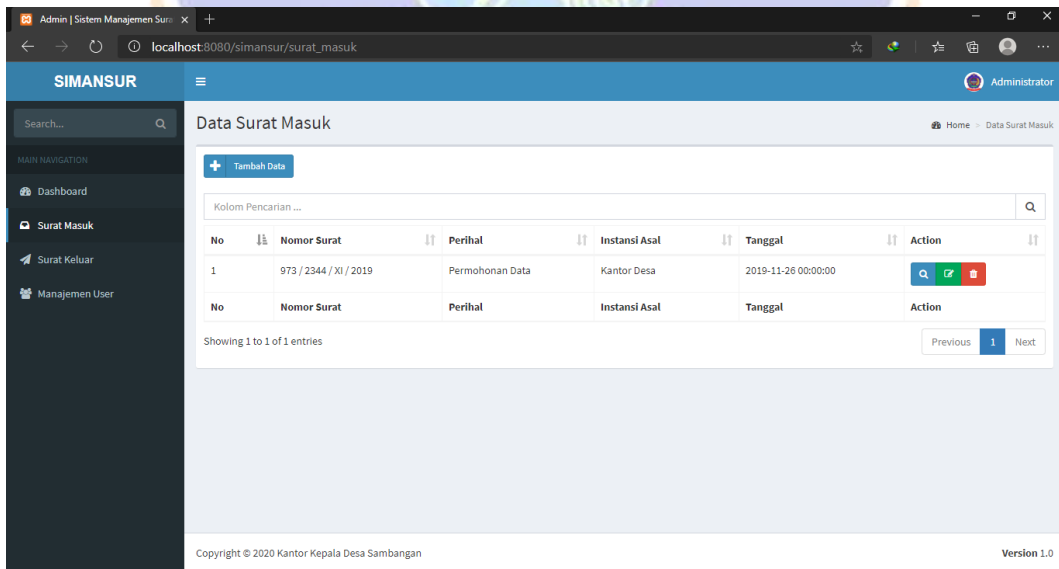 Admin | Sistem Manajemen Sura
localhost:8080/simansur/surat_masuk
SIMANSUR
Administrator
Search...
Data Surat Masuk
Home > Data Surat Masuk
MAIN NAVIGATION
Dashboard
Surat Masuk
Surat Keluar
Manajemen User
Tambah Data
Kolom Pencarian ...
No Nomor Surat Perihal Instansi Asal Tanggal Action
1 973 / 2344 / XI / 2019 Permohonan Data Kantor Desa 2019-11-26 00:00:00
No Nomor Surat Perihal Instansi Asal Tanggal Action
Showing 1 to 1 of 1 entries
Previous 1 Next
Copyright © 2020 Kantor Kepala Desa Sambangan
Version 1.0